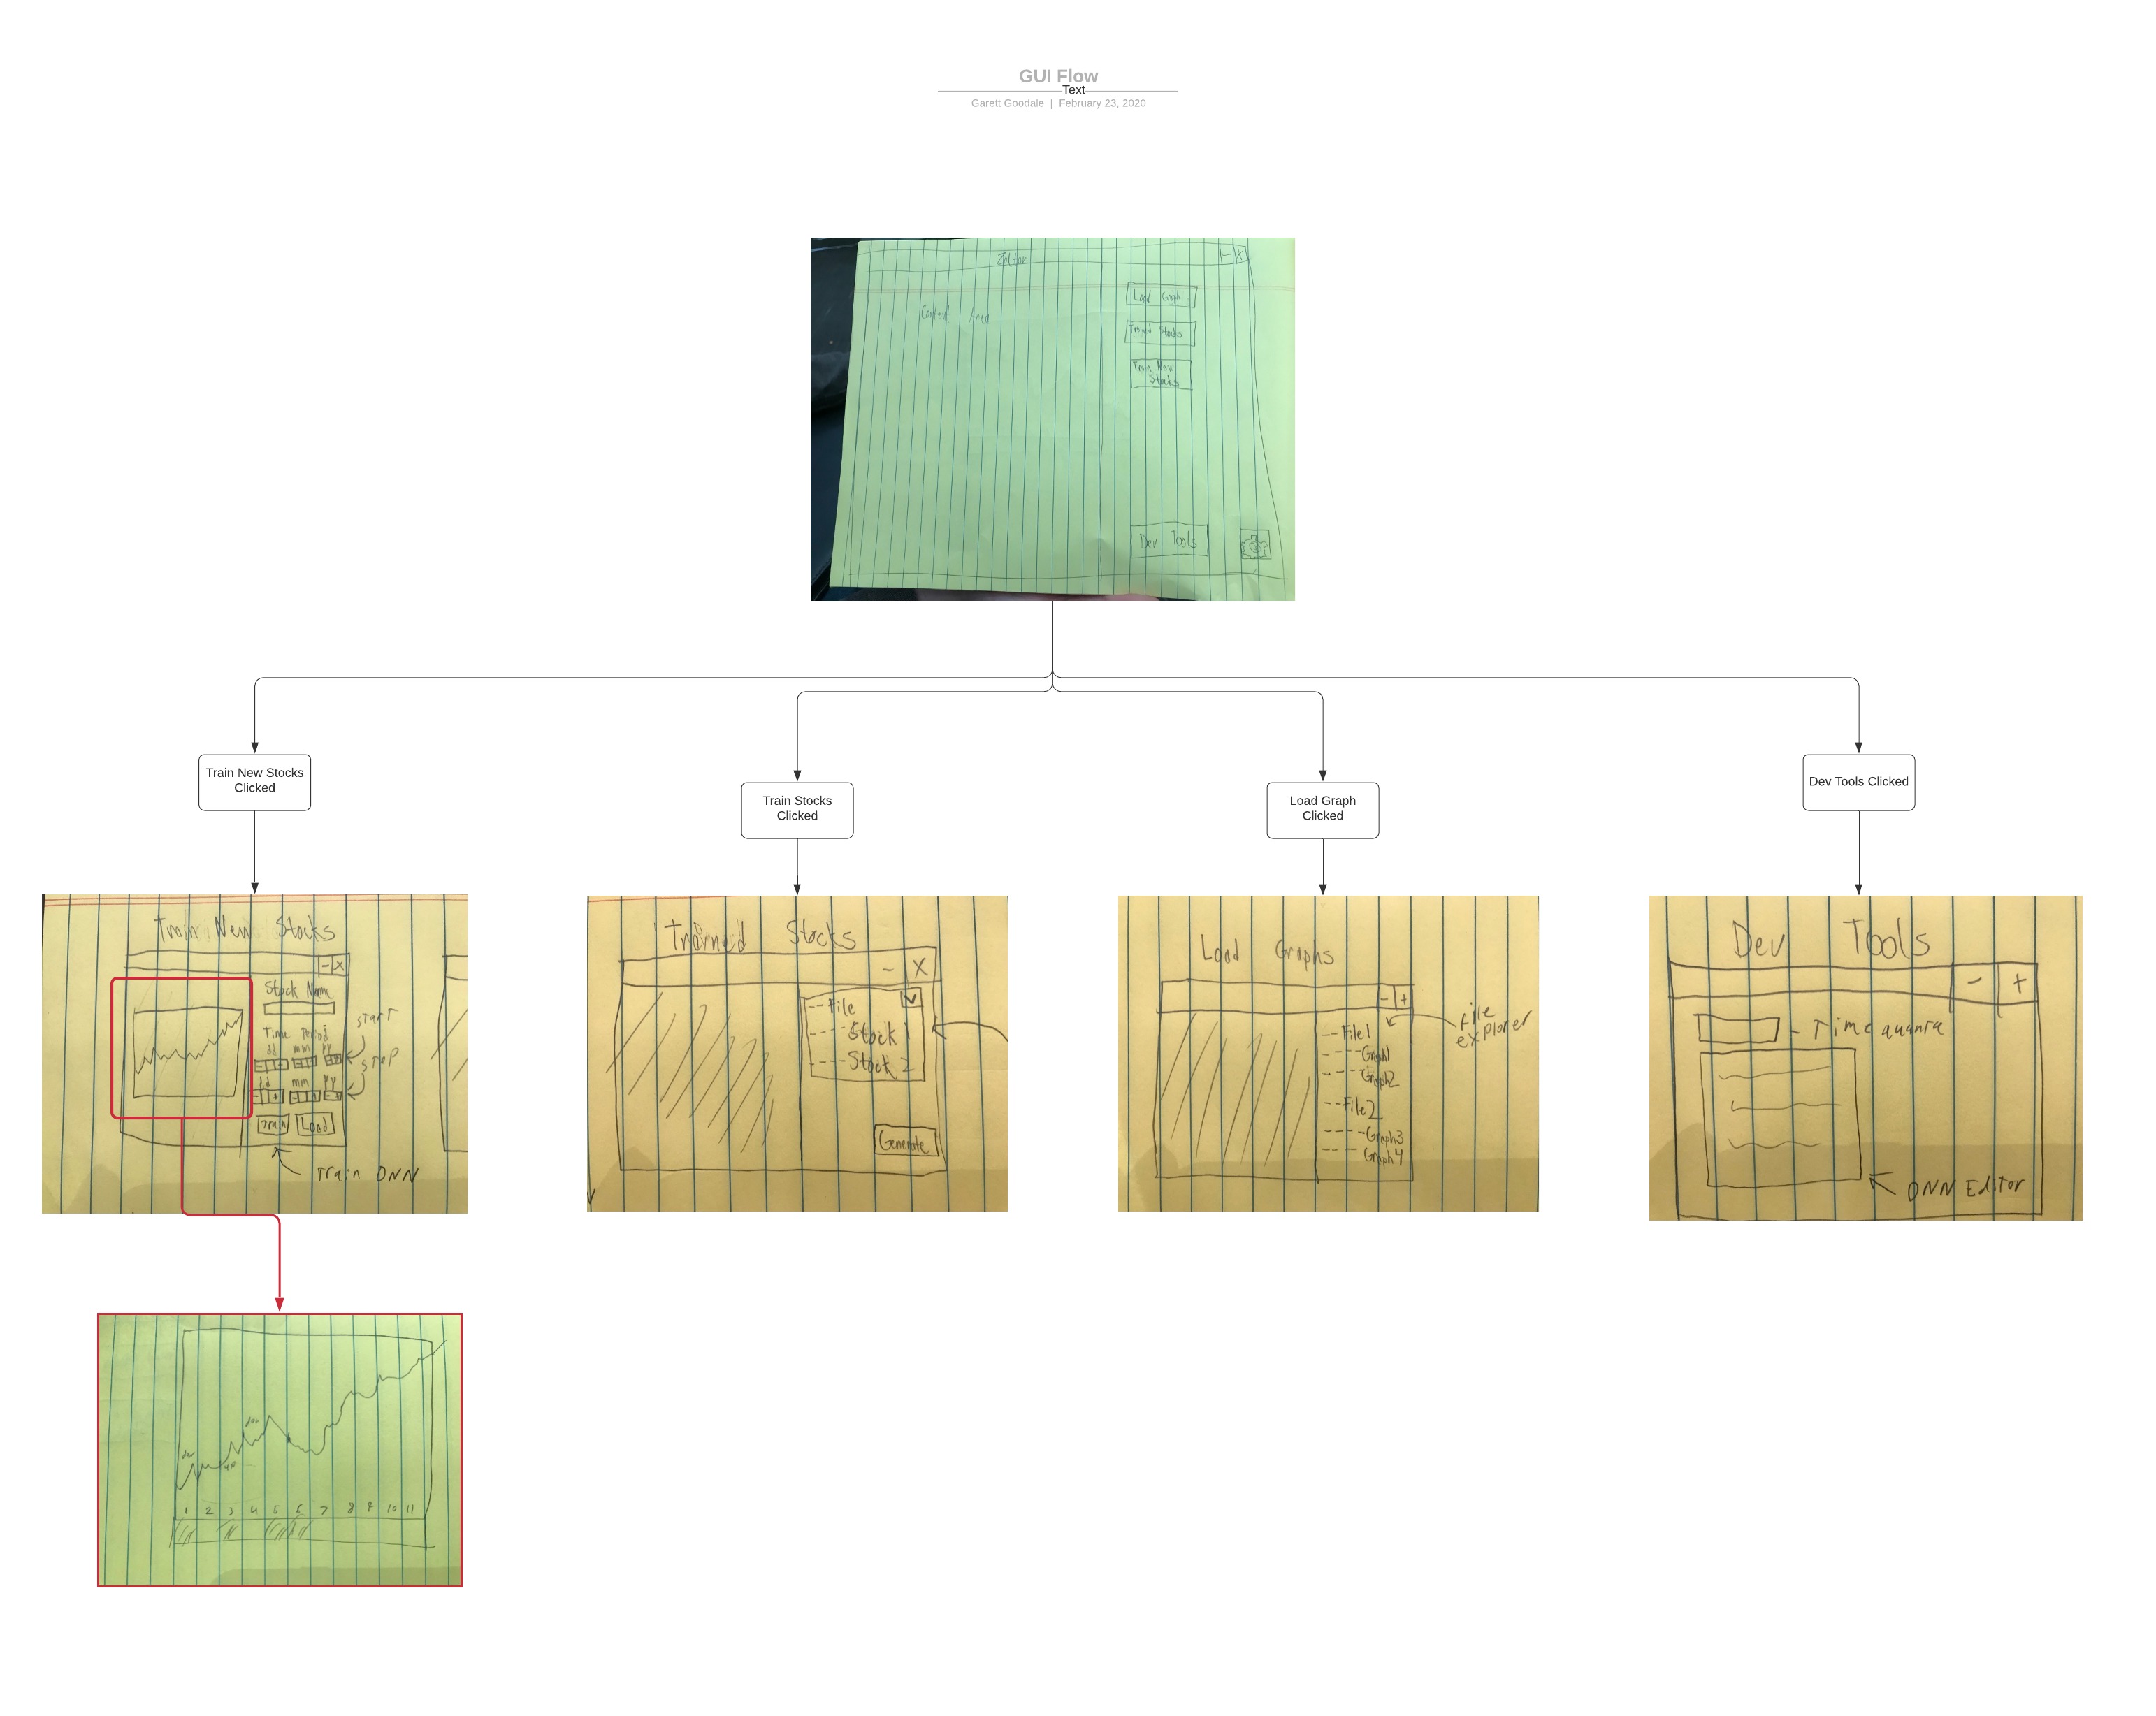 GUI Flow
Text
Garett Goodale | February 23, 2020
Zoltar
- X
Load Graph
Content Area
Trained Stocks
Train New
Stocks
Dev Tools
Train New Stocks
Clicked
Train Stocks
Clicked
Load Graph
Clicked
Dev Tools Clicked
Train New Stocks
- X
Stock Name
Time Period
start
dd mm yy
- + - + - +
stop
dd mm yy
- + - + - +
Train Load
Train DNN
Trained Stocks
- X
--File
----Stock 1
----Stock 2
Generate
Load Graphs
- +
file
explorer
--File1
----Graph1
----Graph2
--File2
----Graph3
----Graph4
Dev Tools
- +
- Time quanta
DNN Editor
1 2 3 4 5 6 7 8 9 10 11